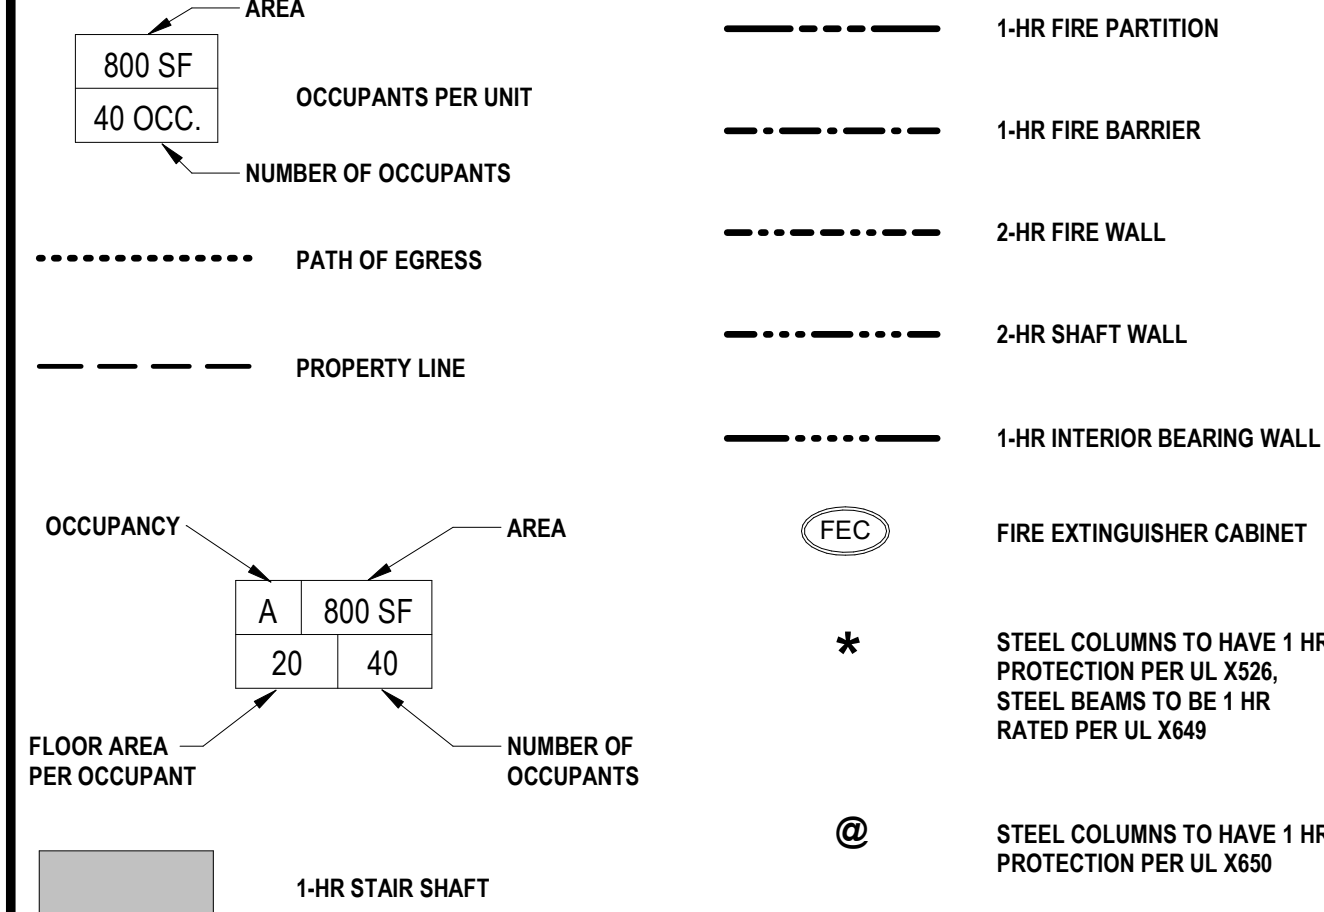 AREA
800 SF
40 OCC.
OCCUPANTS PER UNIT
NUMBER OF OCCUPANTS
PATH OF EGRESS
PROPERTY LINE
OCCUPANCY
AREA
A 800 SF
20 40
FLOOR AREA
PER OCCUPANT
NUMBER OF
OCCUPANTS
1-HR STAIR SHAFT
1-HR FIRE PARTITION
1-HR FIRE BARRIER
2-HR FIRE WALL
2-HR SHAFT WALL
1-HR INTERIOR BEARING WALL
FEC
FIRE EXTINGUISHER CABINET
*
STEEL COLUMNS TO HAVE 1 HR
PROTECTION PER UL X526,
STEEL BEAMS TO BE 1 HR
RATED PER UL X649
@
STEEL COLUMNS TO HAVE 1 HR
PROTECTION PER UL X650